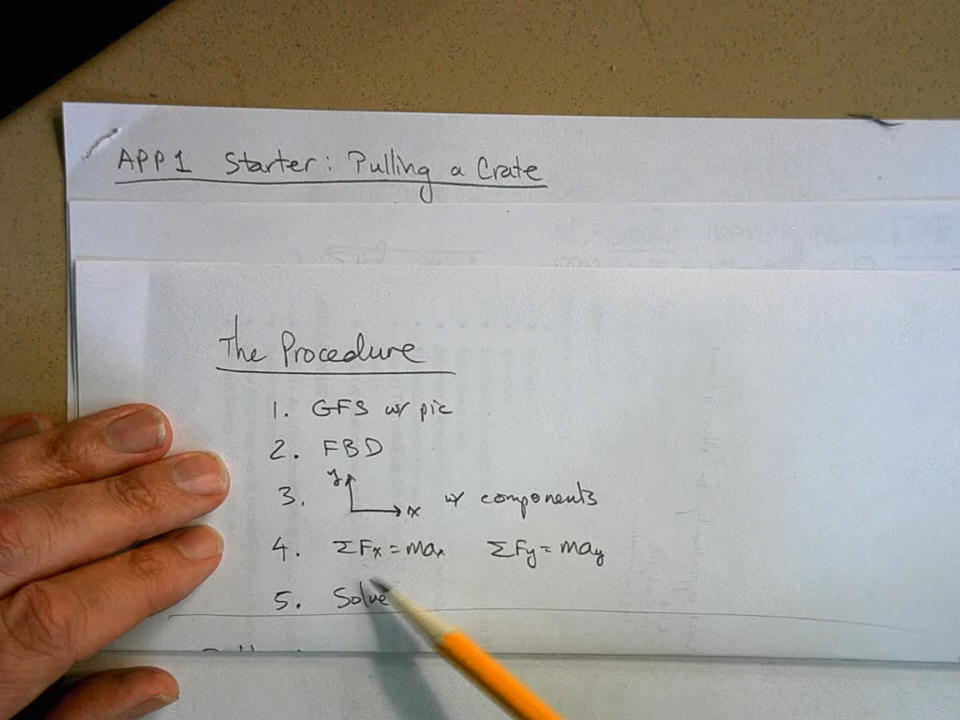 APP 1 Starter: Pulling a Crate
The Procedure
1. GFS w/ pic
2. FBD
3. y x w/ components
4. ΣFx = max ΣFy = may
5. Solve